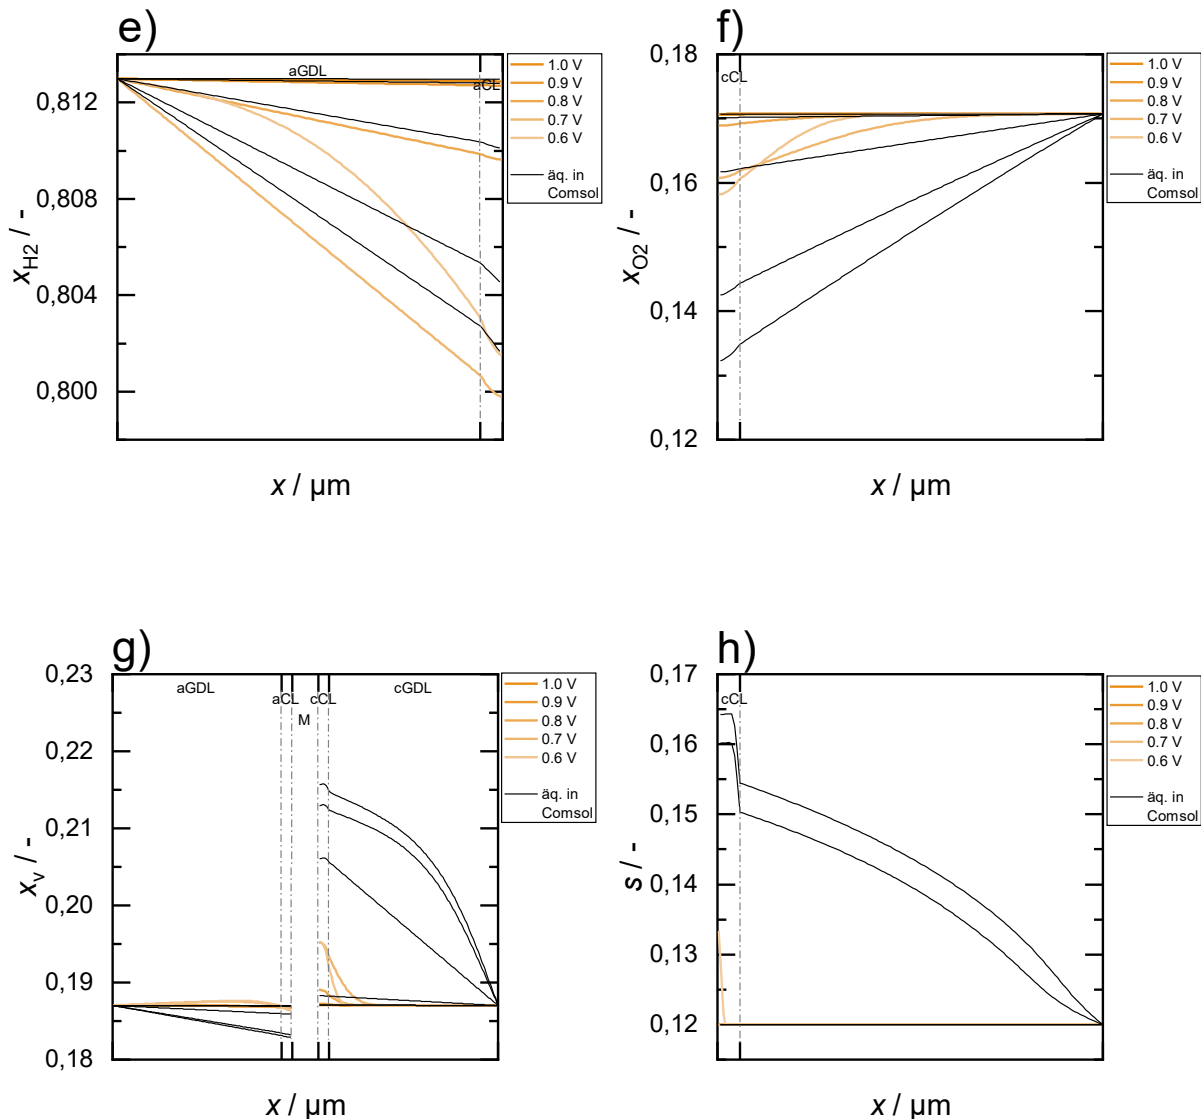 e)
aGDL
aCL
0,812
0,808
0,804
0,800
xH2 / -
x / µm
1.0 V
0.9 V
0.8 V
0.7 V
0.6 V
äq. in
Comsol
f)
cCL
0,18
0,16
0,14
0,12
xO2 / -
x / µm
1.0 V
0.9 V
0.8 V
0.7 V
0.6 V
äq. in
Comsol
g)
aGDL
aCL
M
cCL
cGDL
0,23
0,22
0,21
0,20
0,19
0,18
xv / -
x / µm
1.0 V
0.9 V
0.8 V
0.7 V
0.6 V
äq. in
Comsol
h)
cCL
0,17
0,16
0,15
0,14
0,13
0,12
s / -
x / µm
1.0 V
0.9 V
0.8 V
0.7 V
0.6 V
äq. in
Comsol